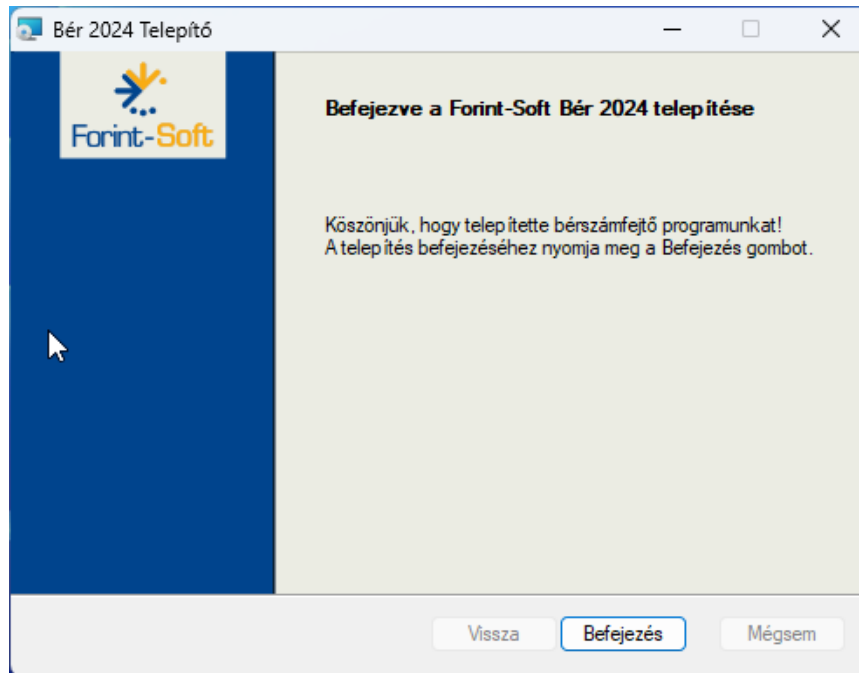 Bér 2024 Telepítő
Forint-Soft
Befejezve a Forint-Soft Bér 2024 telepítése
Köszönjük, hogy telepítette bérszámfejtő programunkat!
A telepítés befejezéséhez nyomja meg a Befejezés gombot.
Vissza
Befejezés
Mégsem